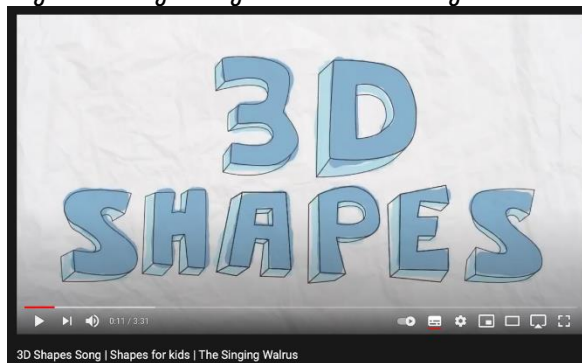 3D
SHAPES
0:11 / 3:31
3D Shapes Song | Shapes for kids | The Singing Walrus